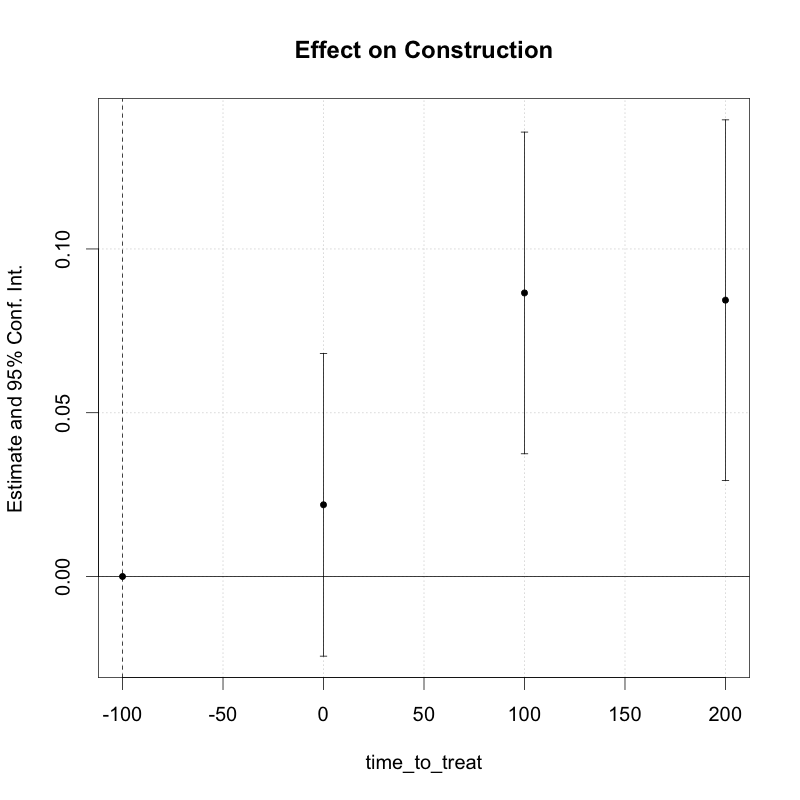 Effect on Construction
Estimate and 95% Conf. Int.
0.10
0.05
0.00
-100 -50 0 50 100 150 200
time_to_treat